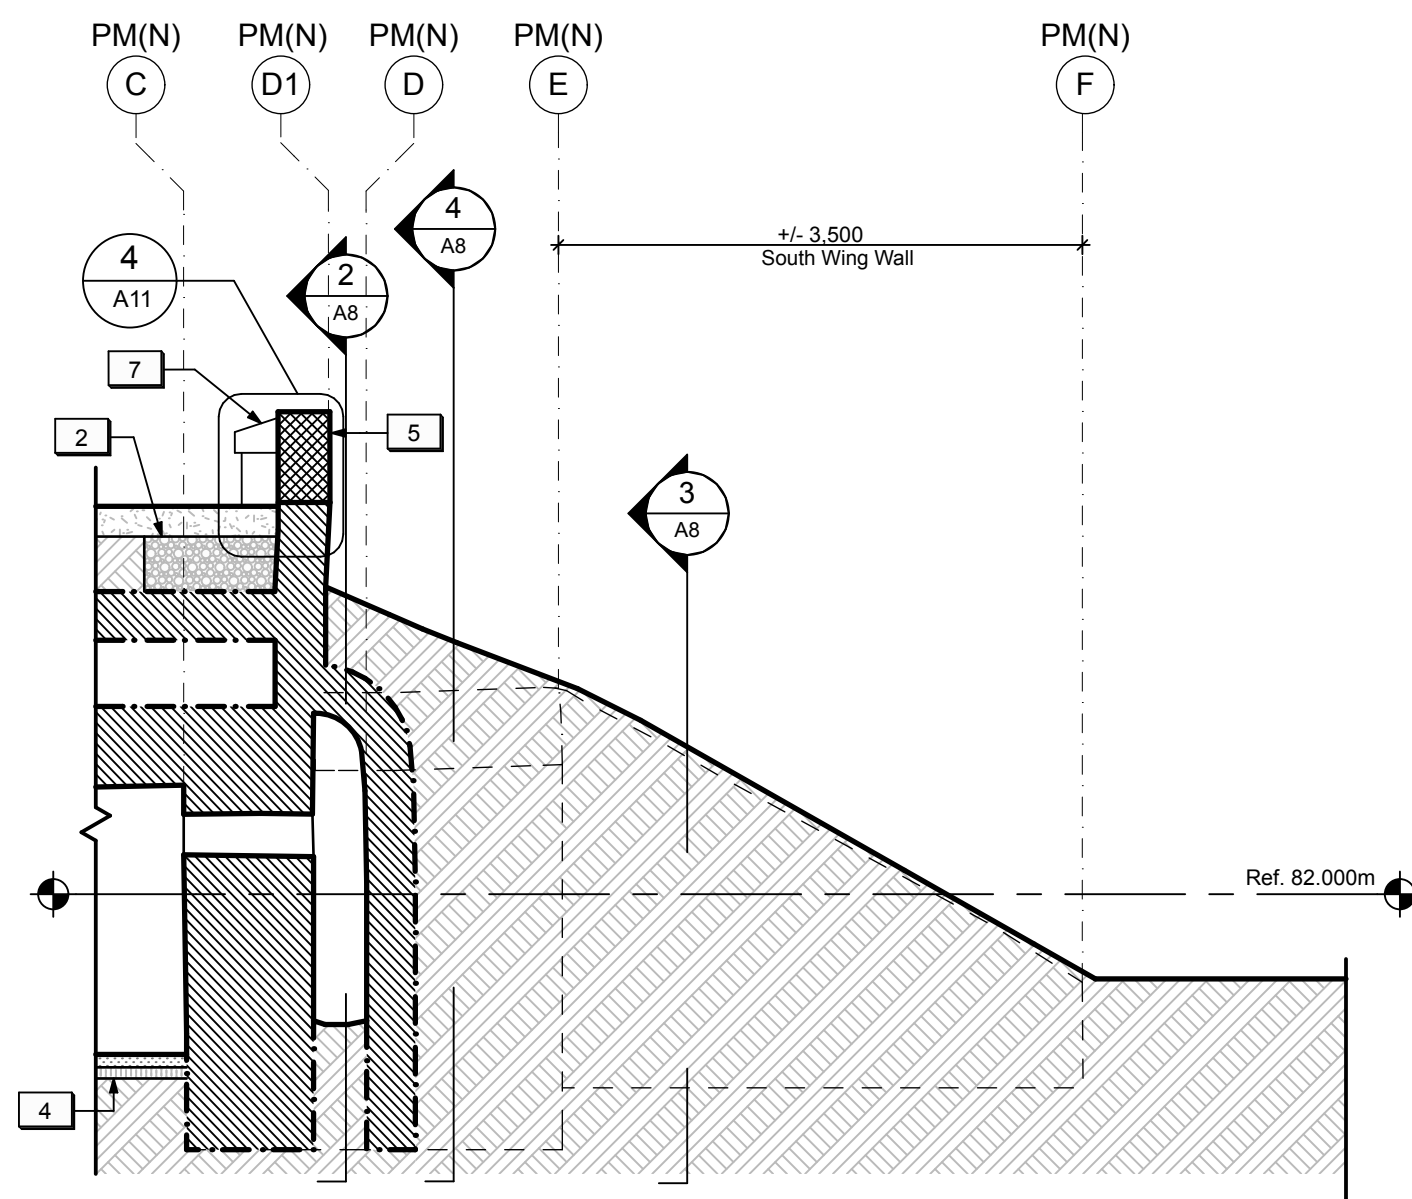 PM(N) PM(N) PM(N) PM(N) PM(N)
C D1 D E F
4
A8
+/- 3,500
South Wing Wall
4
A11
2
A8
7
2
5
3
A8
Ref. 82.000m
4